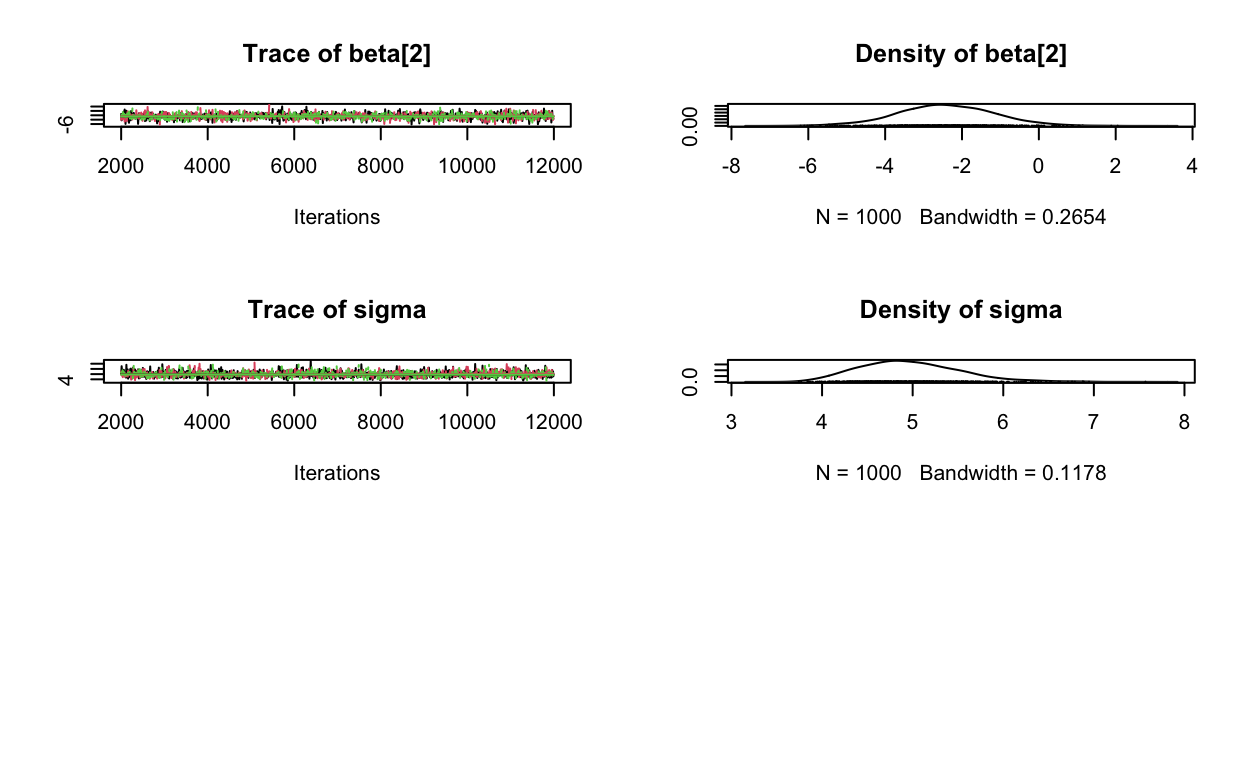 Trace of beta[2]
-6
2000 4000 6000 8000 10000 12000
Iterations
Density of beta[2]
0.00
-8 -6 -4 -2 0 2 4
N = 1000 Bandwidth = 0.2654
Trace of sigma
4
2000 4000 6000 8000 10000 12000
Iterations
Density of sigma
0.0
3 4 5 6 7 8
N = 1000 Bandwidth = 0.1178